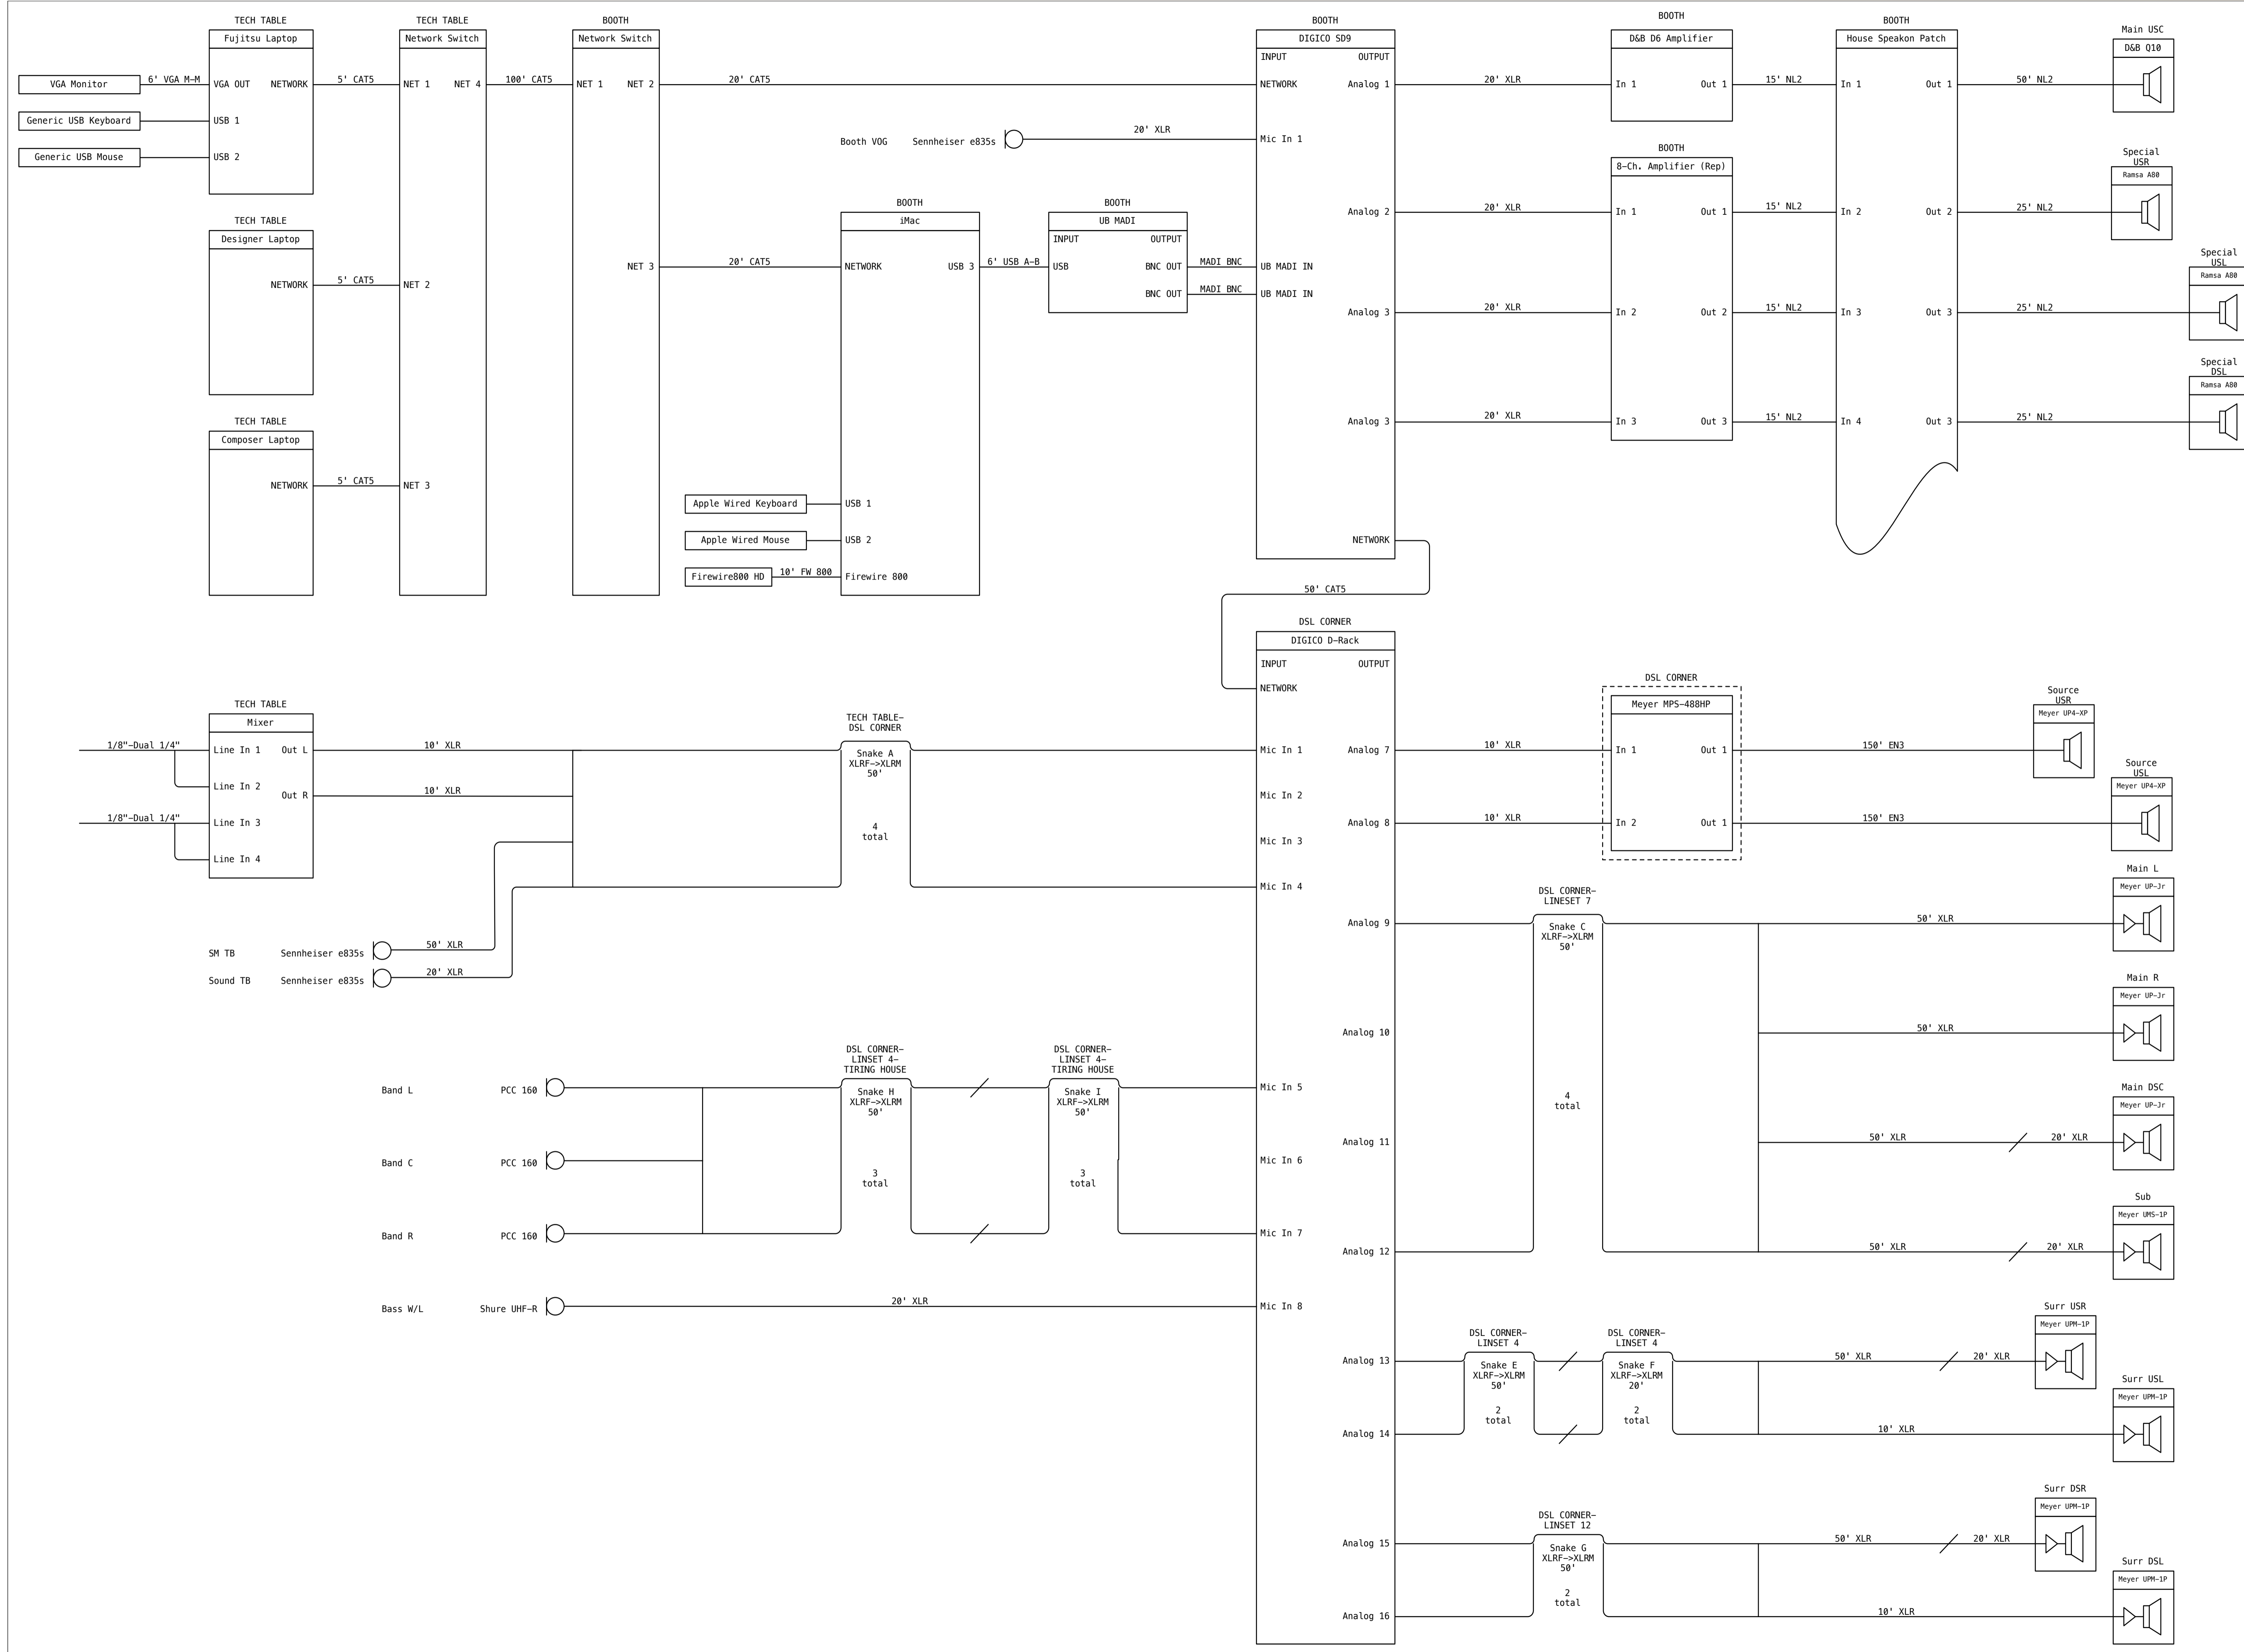 TECH TABLE
Fujitsu Laptop
VGA Monitor
6' VGA M-M
VGA OUT
NETWORK
Generic USB Keyboard
USB 1
Generic USB Mouse
USB 2
5' CAT5
TECH TABLE
Designer Laptop
NETWORK
5' CAT5
TECH TABLE
Composer Laptop
NETWORK
5' CAT5
TECH TABLE
Network Switch
NET 1
NET 4
NET 2
NET 3
100' CAT5
BOOTH
Network Switch
NET 1
NET 2
NET 3
20' CAT5
20' CAT5
Booth VOG
Sennheiser e835s
20' XLR
BOOTH
iMac
NETWORK
USB 3
Apple Wired Keyboard
USB 1
Apple Wired Mouse
USB 2
Firewire800 HD
10' FW 800
Firewire 800
6' USB A-B
BOOTH
UB MADI
INPUT
OUTPUT
USB
BNC OUT
BNC OUT
MADI BNC
MADI BNC
BOOTH
DIGICO SD9
INPUT
OUTPUT
NETWORK
Analog 1
Mic In 1
Analog 2
UB MADI IN
UB MADI IN
Analog 3
Analog 3
NETWORK
20' XLR
20' XLR
20' XLR
20' XLR
BOOTH
D&B D6 Amplifier
In 1
Out 1
BOOTH
8-Ch. Amplifier (Rep)
In 1
Out 1
In 2
Out 2
In 3
Out 3
15' NL2
15' NL2
15' NL2
15' NL2
BOOTH
House Speakon Patch
In 1
Out 1
In 2
Out 2
In 3
Out 3
In 4
Out 3
50' NL2
25' NL2
25' NL2
25' NL2
Main USC
D&B Q10
Special
USR
Ramsa A80
Special
USL
Ramsa A80
Special
DSL
Ramsa A80
50' CAT5
TECH TABLE
Mixer
1/8"-Dual 1/4"
Line In 1
Out L
Line In 2
Out R
1/8"-Dual 1/4"
Line In 3
Line In 4
10' XLR
10' XLR
SM TB
Sennheiser e835s
50' XLR
Sound TB
Sennheiser e835s
20' XLR
TECH TABLE-
DSL CORNER
Snake A
XLRF->XLRM
50'
4
total
Band L
PCC 160
Band C
PCC 160
Band R
PCC 160
Bass W/L
Shure UHF-R
20' XLR
DSL CORNER-
LINSET 4-
TIRING HOUSE
Snake H
XLRF->XLRM
50'
3
total
DSL CORNER-
LINSET 4-
TIRING HOUSE
Snake I
XLRF->XLRM
50'
3
total
DSL CORNER
DIGICO D-Rack
INPUT
OUTPUT
NETWORK
Mic In 1
Analog 7
Mic In 2
Analog 8
Mic In 3
Mic In 4
Analog 9
Analog 10
Mic In 5
Analog 11
Mic In 6
Mic In 7
Analog 12
Mic In 8
Analog 13
Analog 14
Analog 15
Analog 16
10' XLR
10' XLR
DSL CORNER
Meyer MPS-488HP
In 1
Out 1
In 2
Out 1
150' EN3
150' EN3
Source
USR
Meyer UP4-XP
Source
USL
Meyer UP4-XP
DSL CORNER-
LINESET 7
Snake C
XLRF->XLRM
50'
4
total
50' XLR
Main L
Meyer UP-Jr
50' XLR
Main R
Meyer UP-Jr
50' XLR
20' XLR
Main DSC
Meyer UP-Jr
50' XLR
20' XLR
Sub
Meyer UMS-1P
DSL CORNER-
LINSET 4
Snake E
XLRF->XLRM
50'
2
total
DSL CORNER-
LINSET 4
Snake F
XLRF->XLRM
20'
2
total
50' XLR
20' XLR
Surr USR
Meyer UPM-1P
10' XLR
Surr USL
Meyer UPM-1P
DSL CORNER-
LINSET 12
Snake G
XLRF->XLRM
50'
2
total
50' XLR
20' XLR
Surr DSR
Meyer UPM-1P
10' XLR
Surr DSL
Meyer UPM-1P